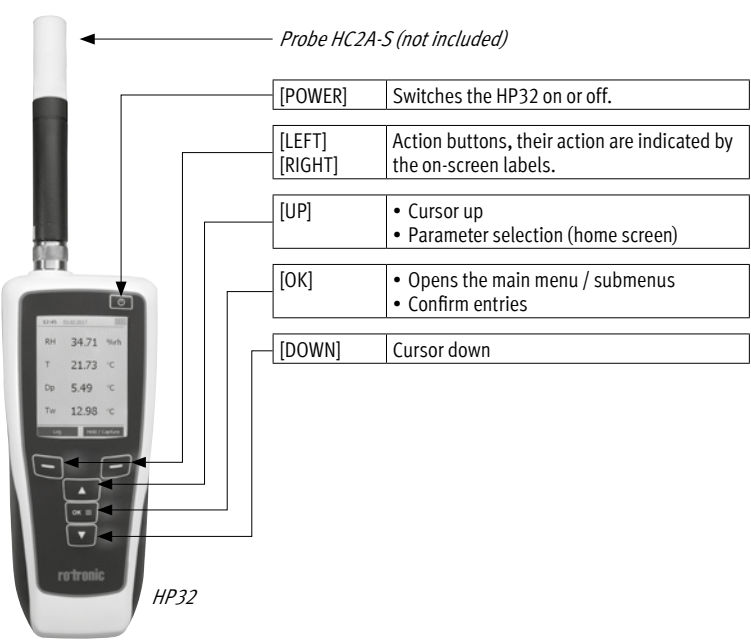 Probe HC2A-S (not included)
[POWER] Switches the HP32 on or off.
[LEFT] Action buttons, their action are indicated by
[RIGHT] the on-screen labels.
[UP] • Cursor up
• Parameter selection (home screen)
[OK] • Opens the main menu / submenus
• Confirm entries
[DOWN] Cursor down
RH 34.71 %rh
T 21.73 °C
Dp 5.49 °C
Tw 12.98 °C
Log Hold / Capture
OK
rotronic
HP32